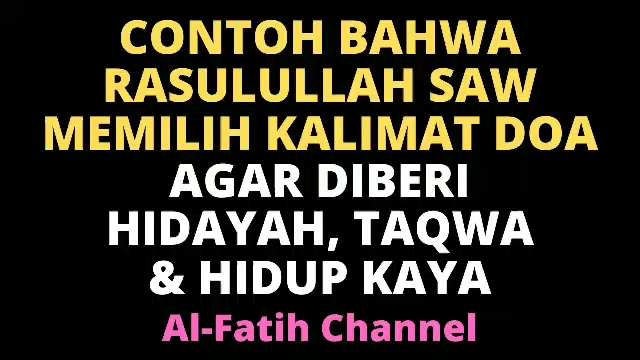 CONTOH BAHWA
RASULULLAH SAW
MEMILIH KALIMAT DOA
AGAR DIBERI
HIDAYAH, TAQWA
& HIDUP KAYA
Al-Fatih Channel